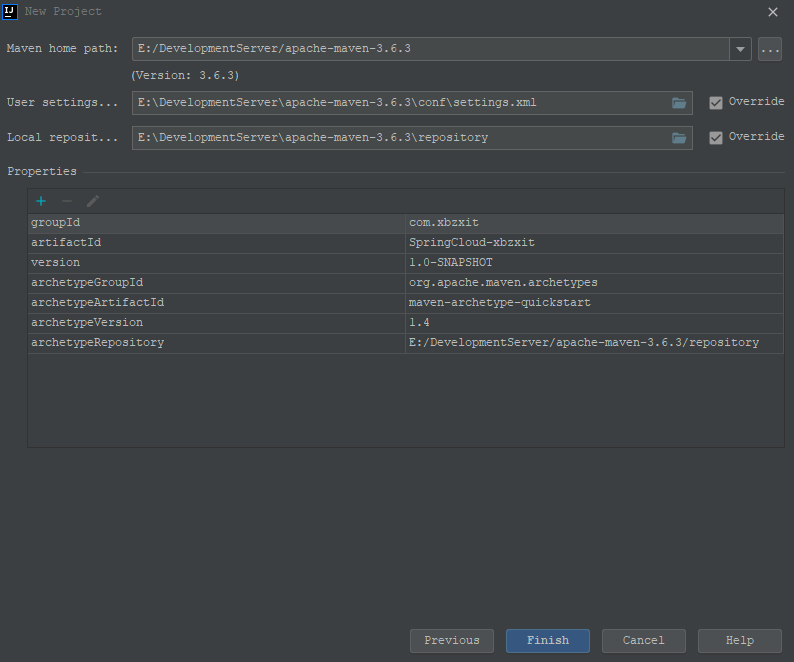 IJ New Project
Maven home path: E:/DevelopmentServer/apache-maven-3.6.3 ...
(Version: 3.6.3)
User settings... E:\DevelopmentServer\apache-maven-3.6.3\conf\settings.xml Override
Local reposit... E:\DevelopmentServer\apache-maven-3.6.3\repository Override
Properties
groupId com.xbzxit
artifactId SpringCloud-xbzxit
version 1.0-SNAPSHOT
archetypeGroupId org.apache.maven.archetypes
archetypeArtifactId maven-archetype-quickstart
archetypeVersion 1.4
archetypeRepository E:/DevelopmentServer/apache-maven-3.6.3/repository
Previous Finish Cancel Help